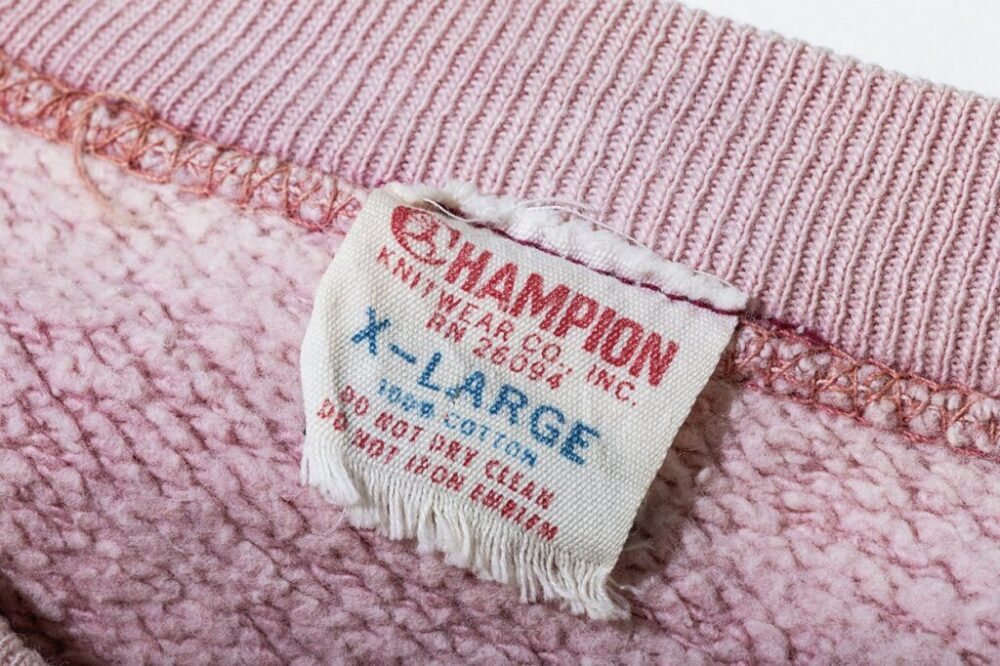 CHAMPION
KNITWEAR CO., INC.
RN 26094
X-LARGE
100% COTTON
DO NOT DRY CLEAN
DO NOT IRON EMBLEM